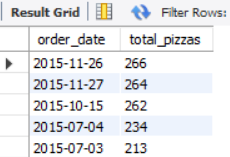 Result Grid Filter Rows:
order_date total_pizzas
2015-11-26 266
2015-11-27 264
2015-10-15 262
2015-07-04 234
2015-07-03 213